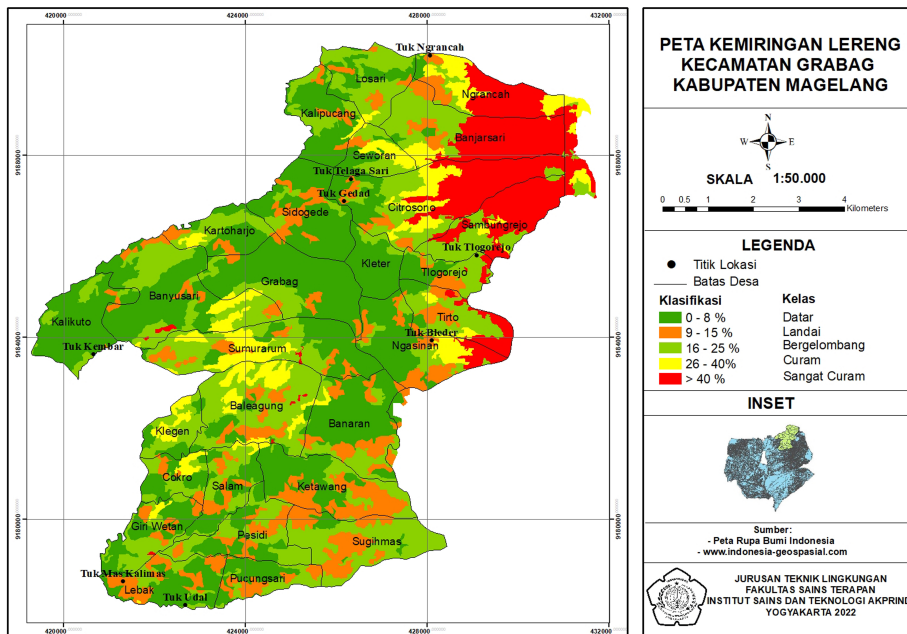 420000
424000
428000
432000
Tuk Ngrancah
Losari
Ngrancah
Kalipucang
Banjarsari
9188000
Seworan
Tuk Telaga Sari
Tuk Gedad
Sidogede
Citrosono
Sambungrejo
Kartoharjo
Tuk Tlogorejo
Kleter
Tlogorejo
Grabag
Banyusari
Kalikuto
Tirto
9184000
Tuk Bleder
Tuk Kembar
Sumurarum
Ngasinan
Baleagung
Banaran
Klegen
Cokro
Salam
Ketawang
9180000
Giri Wetan
Pesidi
Sugihmas
Tuk Mas Kalimas
Lebak
Pucungsari
Tuk Udal
420000
424000
428000
432000
PETA KEMIRINGAN LERENG
KECAMATAN GRABAG
KABUPATEN MAGELANG
N
W E
S
SKALA 1:50.000
0 0.5 1 2 3 4
Kilometers
LEGENDA
Titik Lokasi
Batas Desa
Klasifikasi Kelas
0 - 8 % Datar
9 - 15 % Landai
16 - 25 % Bergelombang
26 - 40% Curam
> 40 % Sangat Curam
INSET
Sumber:
- Peta Rupa Bumi Indonesia
- www.indonesia-geospasial.com
JURUSAN TEKNIK LINGKUNGAN
FAKULTAS SAINS TERAPAN
INSTITUT SAINS DAN TEKNOLOGI AKPRIND
YOGYAKARTA 2022